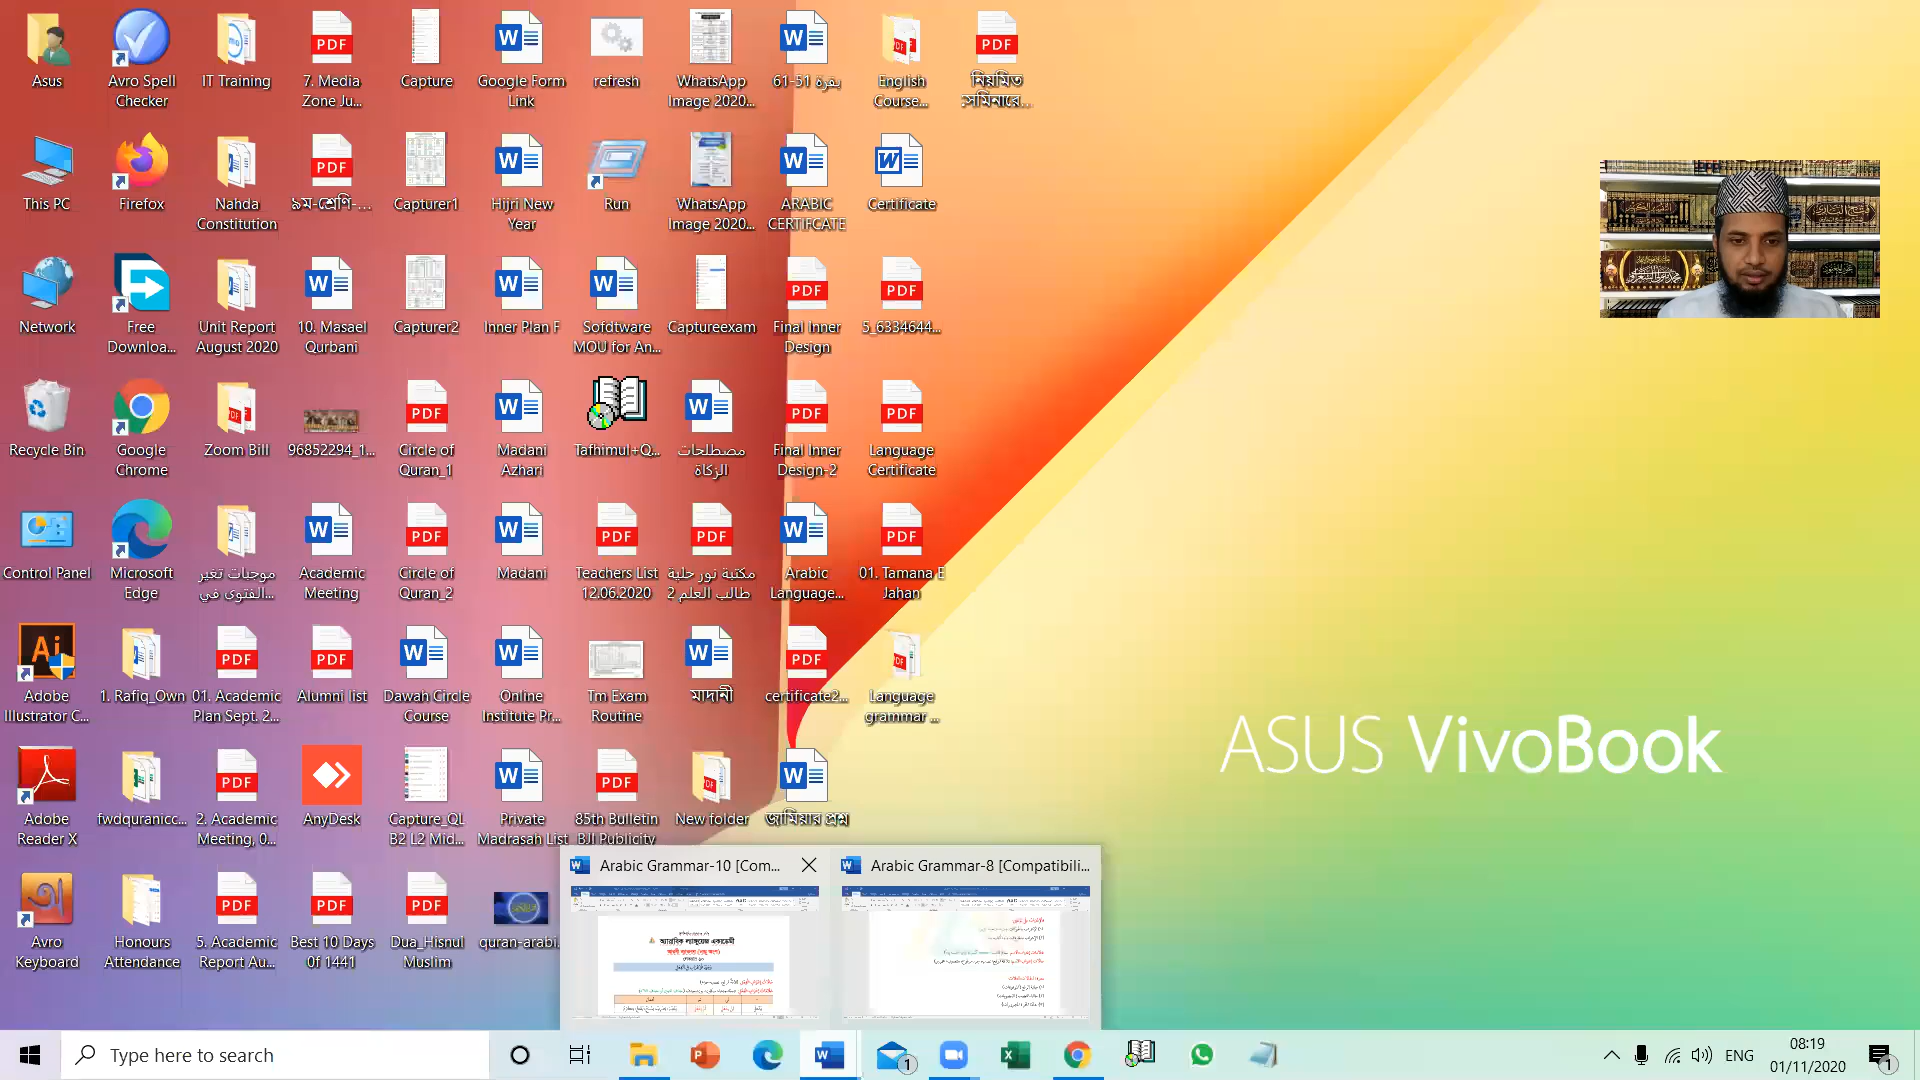 Asus
Avro Spell
Checker
IT Training
7. Media
Zone Ju...
Capture
Google Form
Link
refresh
WhatsApp
Image 2020...
بقرة 51-61
English
Course...
নিয়মিত
সেমিনারে...
This PC
Firefox
Nahda
Constitution
৯ম-শ্রেণি-...
Capturer1
Hijri New
Year
Run
WhatsApp
Image 2020...
ARABIC
CERTIFCATE
Certificate
Network
Free
Downloa...
Unit Report
August 2020
10. Masael
Qurbani
Capturer2
Inner Plan F
Sofdtware
MOU for An...
Captureexam
Final Inner
Design
5_6334644...
Recycle Bin
Google
Chrome
Zoom Bill
96852294_1...
Circle of
Quran_1
Madani
Azhari
Tafhimul+Q...
مصطلحات
الزكاة
Final Inner
Design-2
Language
Certificate
Control Panel
Microsoft
Edge
موجبات تغير
الفتوى في...
Academic
Meeting
Circle of
Quran_2
Madani
Teachers List
12.06.2020
مكتبة نور حلية
طالب العلم 2
Arabic
Language...
01. Tamana E
Jahan
Adobe
Illustrator C...
1. Rafiq_Own
01. Academic
Plan Sept. 2...
Alumni list
Dawah Circle
Course
Online
Institute Pr...
Tm Exam
Routine
মাদানী
certificate2...
Language
grammar ...
ASUS VivoBook
Adobe
Reader X
fwdquranicc...
2. Academic
Meeting, 0...
AnyDesk
Capture_QL
B2 L2 Mid...
Private
Madrasah List
85th Bulletin
BJI Publicity
New folder
জামিয়ার প্রশ্ন
Avro
Keyboard
Honours
Attendance
5. Academic
Report Au...
Best 10 Days
Of 1441
Dua_Hisnul
Muslim
quran-arabi...
Arabic Grammar-10 [Com...
Arabic Grammar-8 [Compatibili...
অ্যারাবিক ল্যাঙ্গুয়েজ একাডেমী
Type here to search
ENG
08:19
01/11/2020